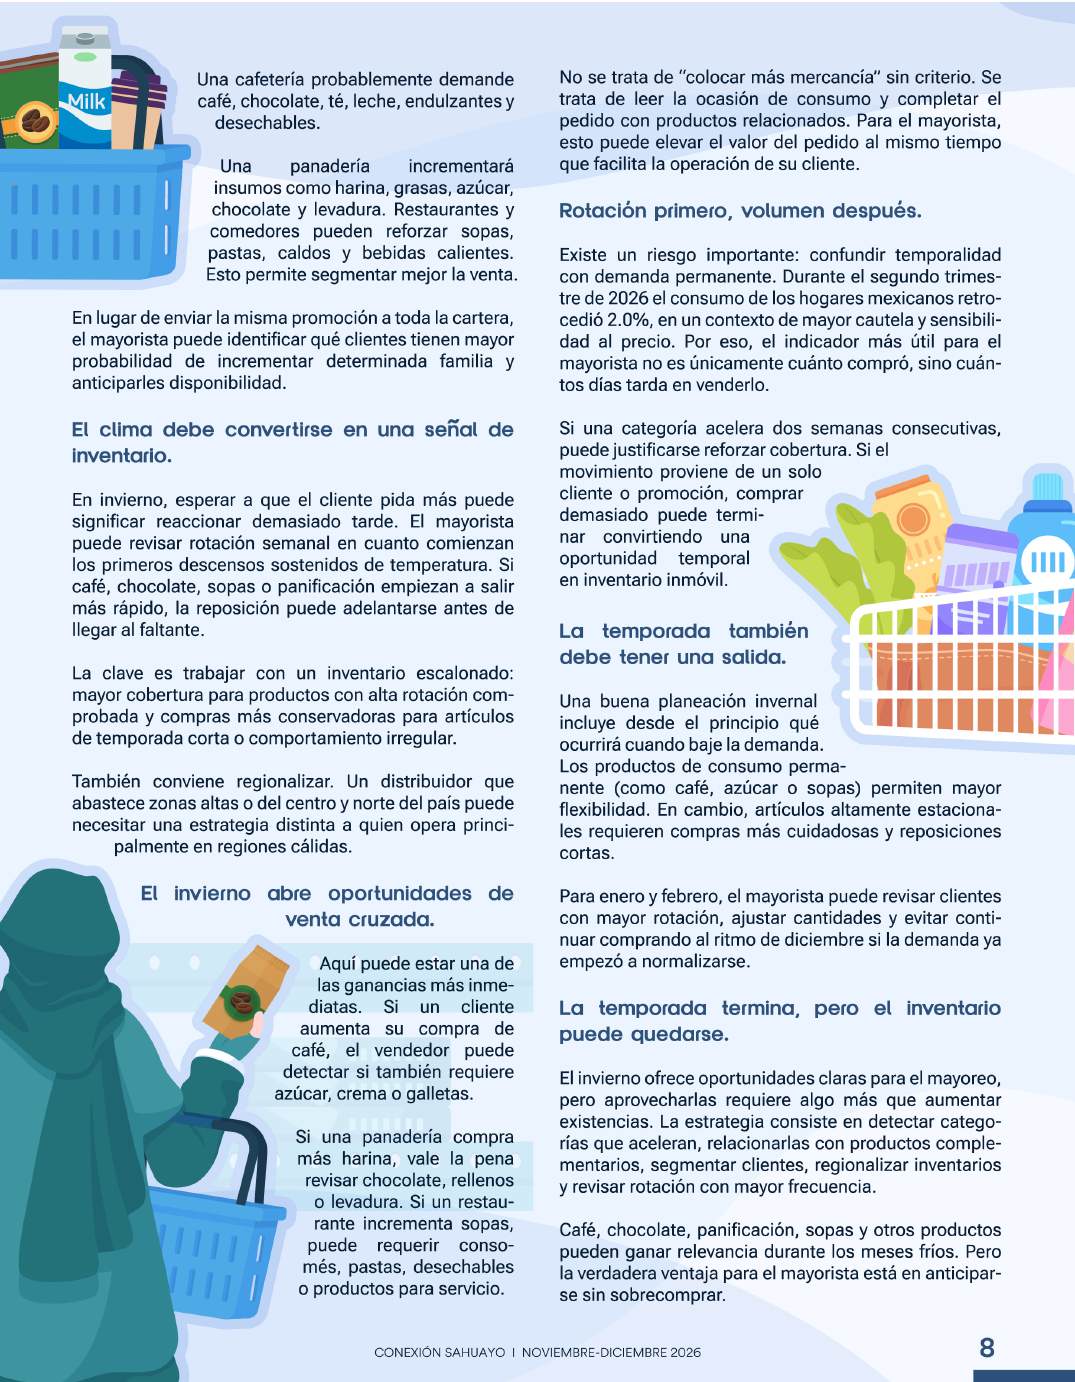 Milk
Una cafetería probablemente demande
café, chocolate, té, leche, endulzantes y
desechables.
Una panadería incrementará
insumos como harina, grasas, azúcar,
chocolate y levadura. Restaurantes y
comedores pueden reforzar sopas,
pastas, caldos y bebidas calientes.
Esto permite segmentar mejor la venta.
En lugar de enviar la misma promoción a toda la cartera,
el mayorista puede identificar qué clientes tienen mayor
probabilidad de incrementar determinada familia y
anticiparles disponibilidad.
El clima debe convertirse en una señal de
inventario.
En invierno, esperar a que el cliente pida más puede
significar reaccionar demasiado tarde. El mayorista
puede revisar rotación semanal en cuanto comienzan
los primeros descensos sostenidos de temperatura. Si
café, chocolate, sopas o panificación empiezan a salir
más rápido, la reposición puede adelantarse antes de
llegar al faltante.
La clave es trabajar con un inventario escalonado:
mayor cobertura para productos con alta rotación com-
probada y compras más conservadoras para artículos
de temporada corta o comportamiento irregular.
También conviene regionalizar. Un distribuidor que
abastece zonas altas o del centro y norte del país puede
necesitar una estrategia distinta a quien opera princi-
palmente en regiones cálidas.
El invierno abre oportunidades de
venta cruzada.
Aquí puede estar una de
las ganancias más inme-
diatas. Si un cliente
aumenta su compra de
café, el vendedor puede
detectar si también requiere
azúcar, crema o galletas.
Si una panadería compra
más harina, vale la pena
revisar chocolate, rellenos
o levadura. Si un restau-
rante incrementa sopas,
puede requerir conso-
més, pastas, desechables
o productos para servicio.
No se trata de "colocar más mercancía" sin criterio. Se
trata de leer la ocasión de consumo y completar el
pedido con productos relacionados. Para el mayorista,
esto puede elevar el valor del pedido al mismo tiempo
que facilita la operación de su cliente.
Rotación primero, volumen después.
Existe un riesgo importante: confundir temporalidad
con demanda permanente. Durante el segundo trimes-
tre de 2026 el consumo de los hogares mexicanos retro-
cedió 2.0%, en un contexto de mayor cautela y sensibili-
dad al precio. Por eso, el indicador más útil para el
mayorista no es únicamente cuánto compró, sino cuán-
tos días tarda en venderlo.
Si una categoría acelera dos semanas consecutivas,
puede justificarse reforzar cobertura. Si el
movimiento proviene de un solo
cliente o promoción, comprar
demasiado puede termi-
nar convirtiendo una
oportunidad temporal
en inventario inmóvil.
La temporada también
debe tener una salida.
Una buena planeación invernal
incluye desde el principio qué
ocurrirá cuando baje la demanda.
Los productos de consumo perma-
nente (como café, azúcar o sopas) permiten mayor
flexibilidad. En cambio, artículos altamente estaciona-
les requieren compras más cuidadosas y reposiciones
cortas.
Para enero y febrero, el mayorista puede revisar clientes
con mayor rotación, ajustar cantidades y evitar conti-
nuar comprando al ritmo de diciembre si la demanda ya
empezó a normalizarse.
La temporada termina, pero el inventario
puede quedarse.
El invierno ofrece oportunidades claras para el mayoreo,
pero aprovecharlas requiere algo más que aumentar
existencias. La estrategia consiste en detectar catego-
rías que aceleran, relacionarlas con productos comple-
mentarios, segmentar clientes, regionalizar inventarios
y revisar rotación con mayor frecuencia.
Café, chocolate, panificación, sopas y otros productos
pueden ganar relevancia durante los meses fríos. Pero
la verdadera ventaja para el mayorista está en anticipar-
se sin sobrecomprar.
CONEXIÓN SAHUAYO I NOVIEMBRE-DICIEMBRE 2026
8